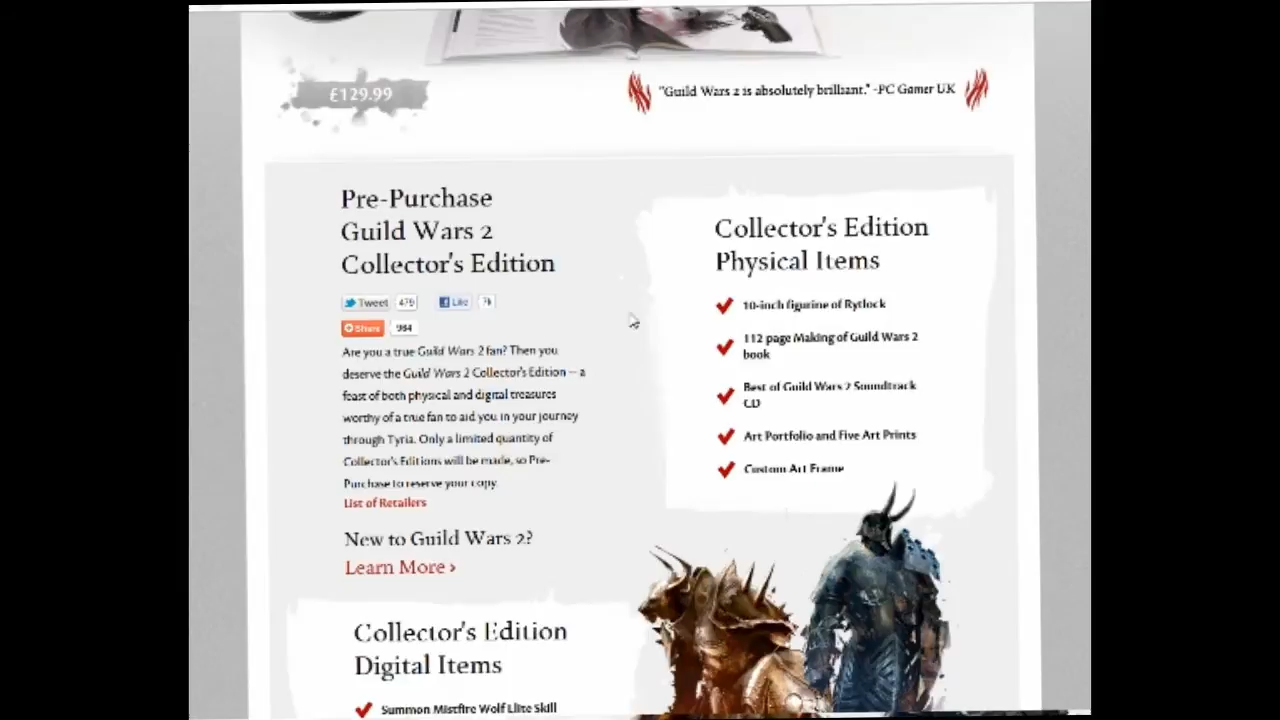 £129.99
"Guild Wars 2 is absolutely brilliant." -PC Gamer UK
Pre-Purchase
Guild Wars 2
Collector's Edition
Tweet 479 Like 7k
Share 984
Are you a true Guild Wars 2 fan? Then you
deserve the Guild Wars 2 Collector's Edition – a
feast of both physical and digital treasures
worthy of a true fan to aid you in your journey
through Tyria. Only a limited quantity of
Collector's Editions will be made, so Pre-
Purchase to reserve your copy.
List of Retailers
New to Guild Wars 2?
Learn More ›
Collector's Edition
Digital Items
Summon Mistfire Wolf Elite Skill
Collector's Edition
Physical Items
10-inch figurine of Rytlock
112 page Making of Guild Wars 2
book
Best of Guild Wars 2 Soundtrack
CD
Art Portfolio and Five Art Prints
Custom Art Frame